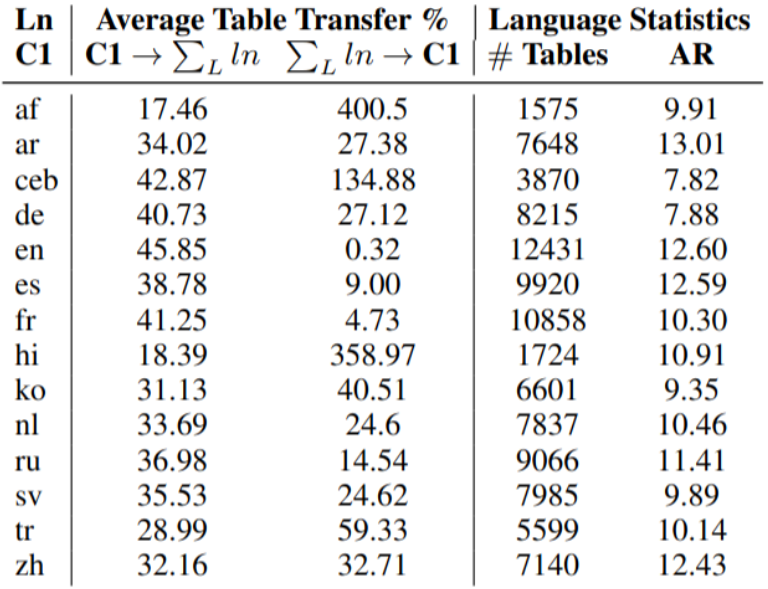 Ln Average Table Transfer % Language Statistics
C1 C1 → ∑_L ln ∑_L ln → C1 # Tables AR
af 17.46 400.5 1575 9.91
ar 34.02 27.38 7648 13.01
ceb 42.87 134.88 3870 7.82
de 40.73 27.12 8215 7.88
en 45.85 0.32 12431 12.60
es 38.78 9.00 9920 12.59
fr 41.25 4.73 10858 10.30
hi 18.39 358.97 1724 10.91
ko 31.13 40.51 6601 9.35
nl 33.69 24.6 7837 10.46
ru 36.98 14.54 9066 11.41
sv 35.53 24.62 7985 9.89
tr 28.99 59.33 5599 10.14
zh 32.16 32.71 7140 12.43